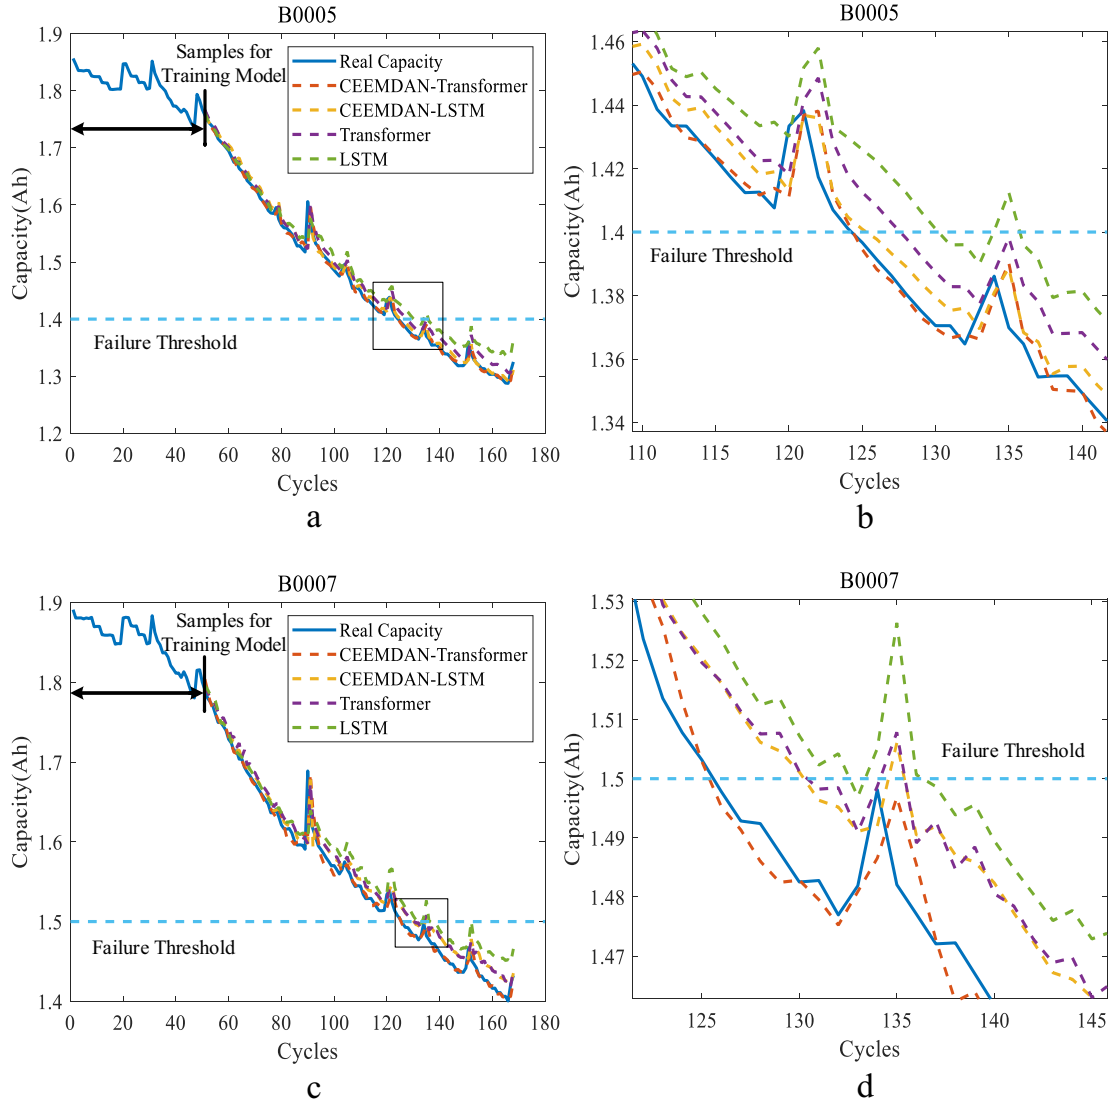 B0005
1.9
1.8
1.7
1.6
1.5
1.4
1.3
1.2
Capacity(Ah)
Samples for
Training Model
Real Capacity
CEEMDAN-Transformer
CEEMDAN-LSTM
Transformer
LSTM
Failure Threshold
0 20 40 60 80 100 120 140 160 180
Cycles
a
B0005
1.46
1.44
1.42
1.4
1.38
1.36
1.34
Capacity(Ah)
Failure Threshold
110 115 120 125 130 135 140
Cycles
b
B0007
1.9
1.8
1.7
1.6
1.5
1.4
Capacity(Ah)
Samples for
Training Model
Real Capacity
CEEMDAN-Transformer
CEEMDAN-LSTM
Transformer
LSTM
Failure Threshold
0 20 40 60 80 100 120 140 160 180
Cycles
c
B0007
1.53
1.52
1.51
1.5
1.49
1.48
1.47
Capacity(Ah)
Failure Threshold
125 130 135 140 145
Cycles
d